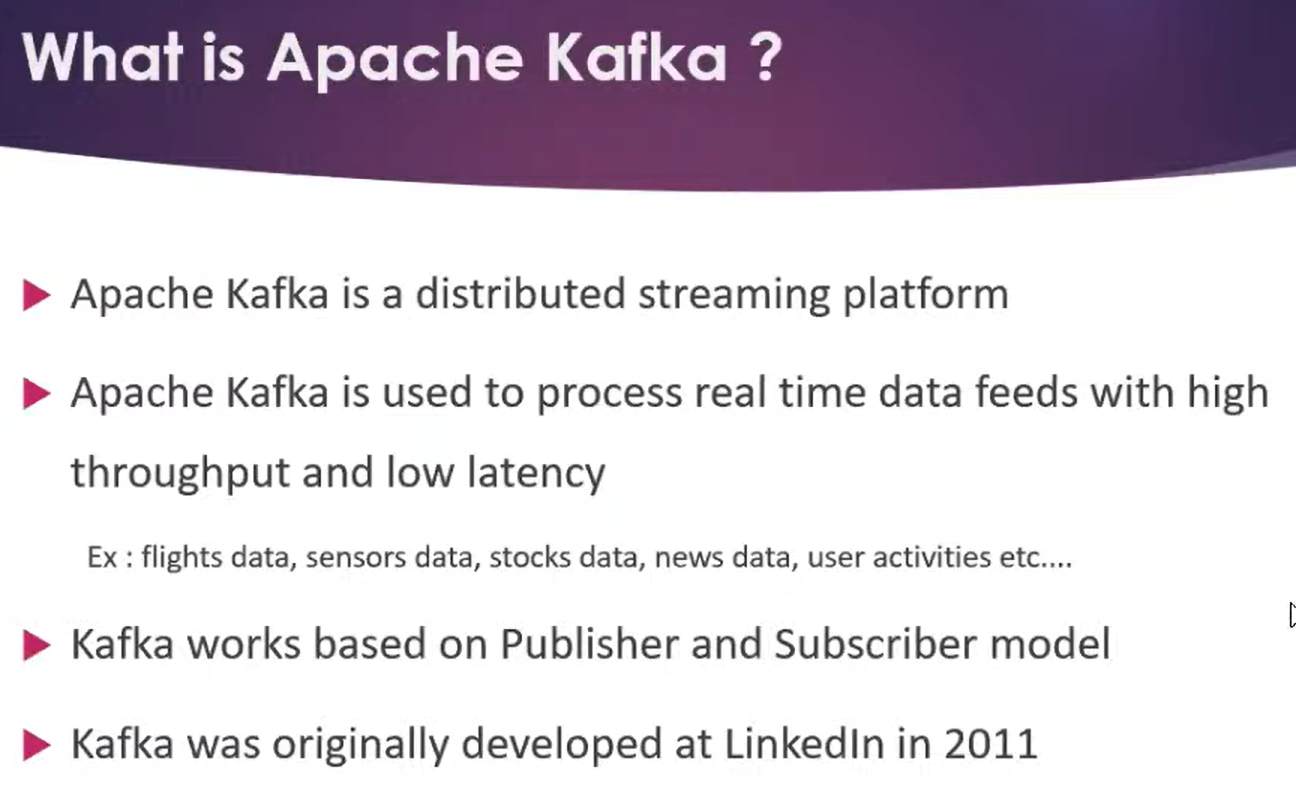 What is Apache Kafka ?
Apache Kafka is a distributed streaming platform
Apache Kafka is used to process real time data feeds with high
throughput and low latency
Ex : flights data, sensors data, stocks data, news data, user activities etc....
Kafka works based on Publisher and Subscriber model
Kafka was originally developed at LinkedIn in 2011